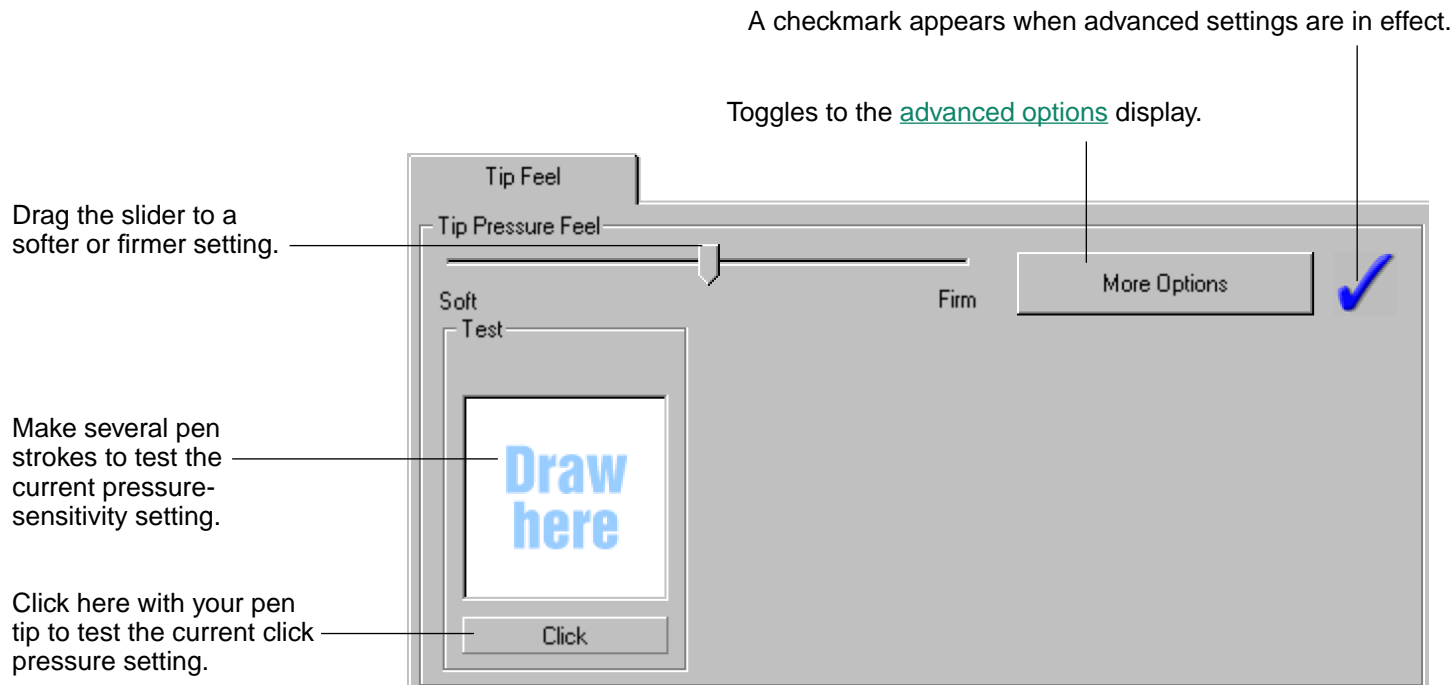 A checkmark appears when advanced settings are in effect.
Toggles to the advanced options display.
Tip Feel
Drag the slider to a
softer or firmer setting.
Tip Pressure Feel
Soft
Firm
More Options
Test
Make several pen
strokes to test the
current pressure-
sensitivity setting.
Draw
here
Click here with your pen
tip to test the current click
pressure setting.
Click